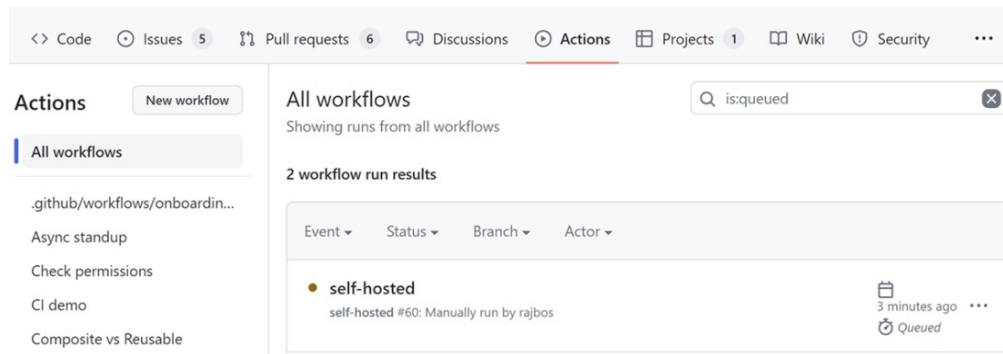 <> Code Issues 5 Pull requests 6 Discussions Actions Projects 1 Wiki Security ...
Actions New workflow
All workflows
.github/workflows/onboardin...
Async standup
Check permissions
CI demo
Composite vs Reusable
All workflows
is:queued
Showing runs from all workflows
2 workflow run results
Event Status Branch Actor
self-hosted
self-hosted #60: Manually run by rajbos
3 minutes ago ...
Queued